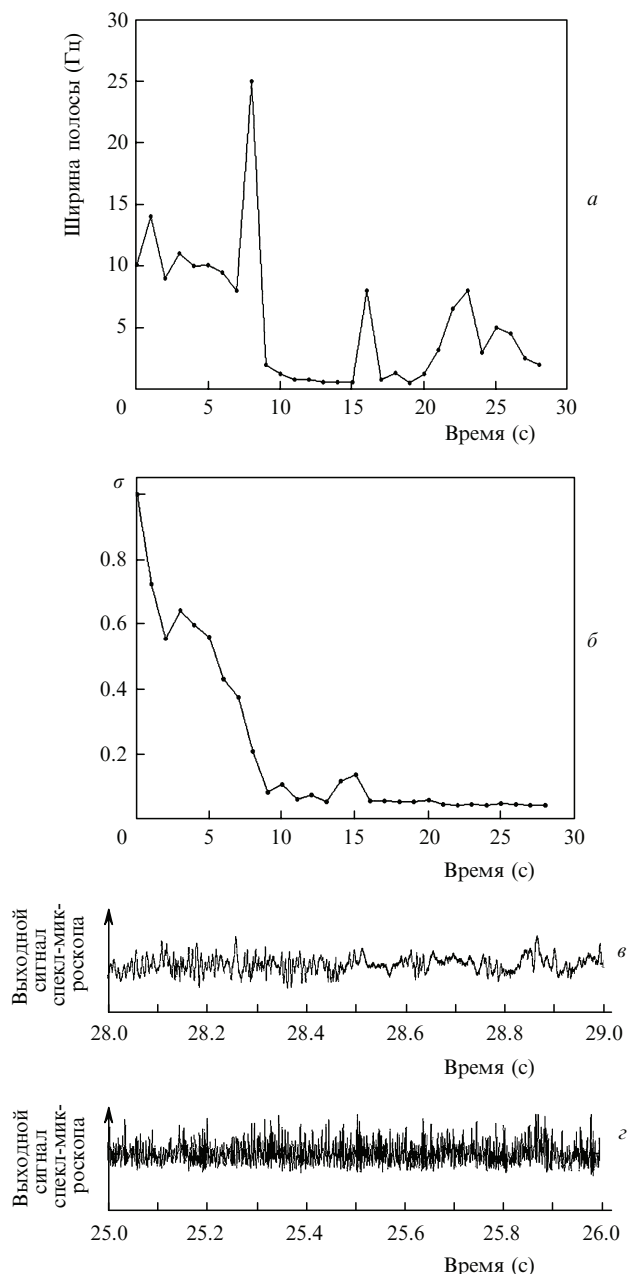 Ширина полосы (Гц)
30
25
20
15
10
5
0
5
10
15
20
25
30
Время (с)
а
σ
0.8
0.6
0.4
0.2
0
5
10
15
20
25
30
Время (с)
б
Выходной
сигнал
спекл-мик-
роскопа
28.0
28.2
28.4
28.6
28.8
29.0
Время (с)
в
Выходной
сигнал
спекл-мик-
роскопа
25.0
25.2
25.4
25.6
25.8
26.0
Время (с)
г